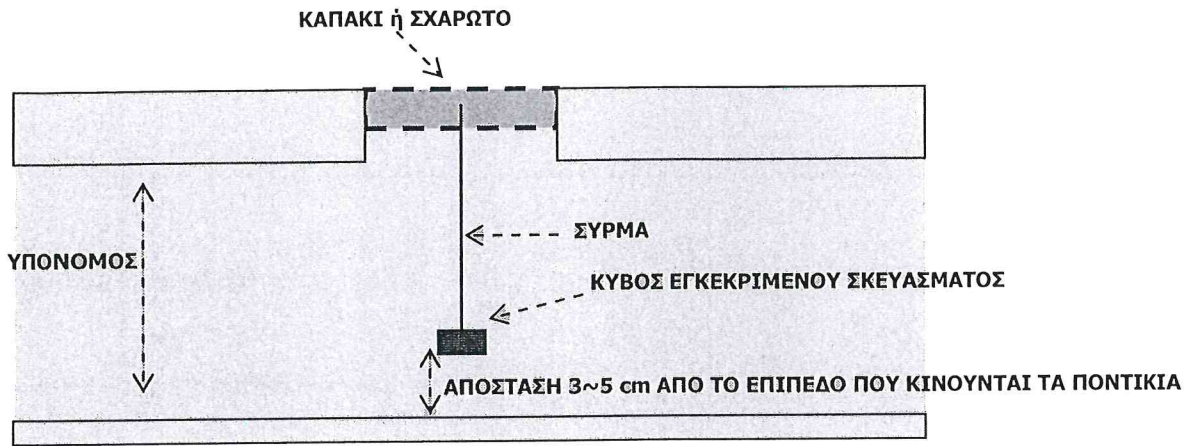 ΚΑΠΑΚΙ ή ΣΧΑΡΩΤΟ
ΣΥΡΜΑ
ΥΠΟΝΟΜΟΣ
ΚΥΒΟΣ ΕΓΚΕΚΡΙΜΕΝΟΥ ΣΚΕΥΑΣΜΑΤΟΣ
ΑΠΟΣΤΑΣΗ 3~5 cm ΑΠΟ ΤΟ ΕΠΙΠΕΔΟ ΠΟΥ ΚΙΝΟΥΝΤΑΙ ΤΑ ΠΟΝΤΙΚΙΑ